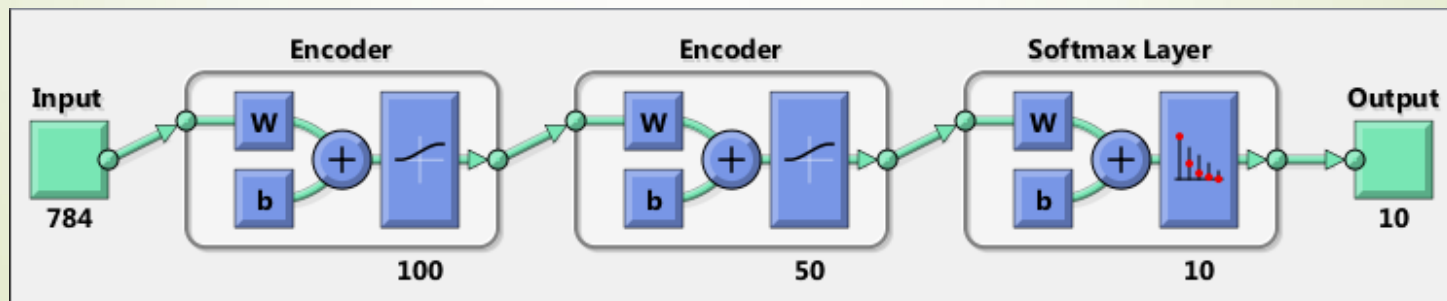 Encoder
Encoder
Softmax Layer
Input
W
W
W
Output
+
+
+
b
b
b
784
10
100
50
10